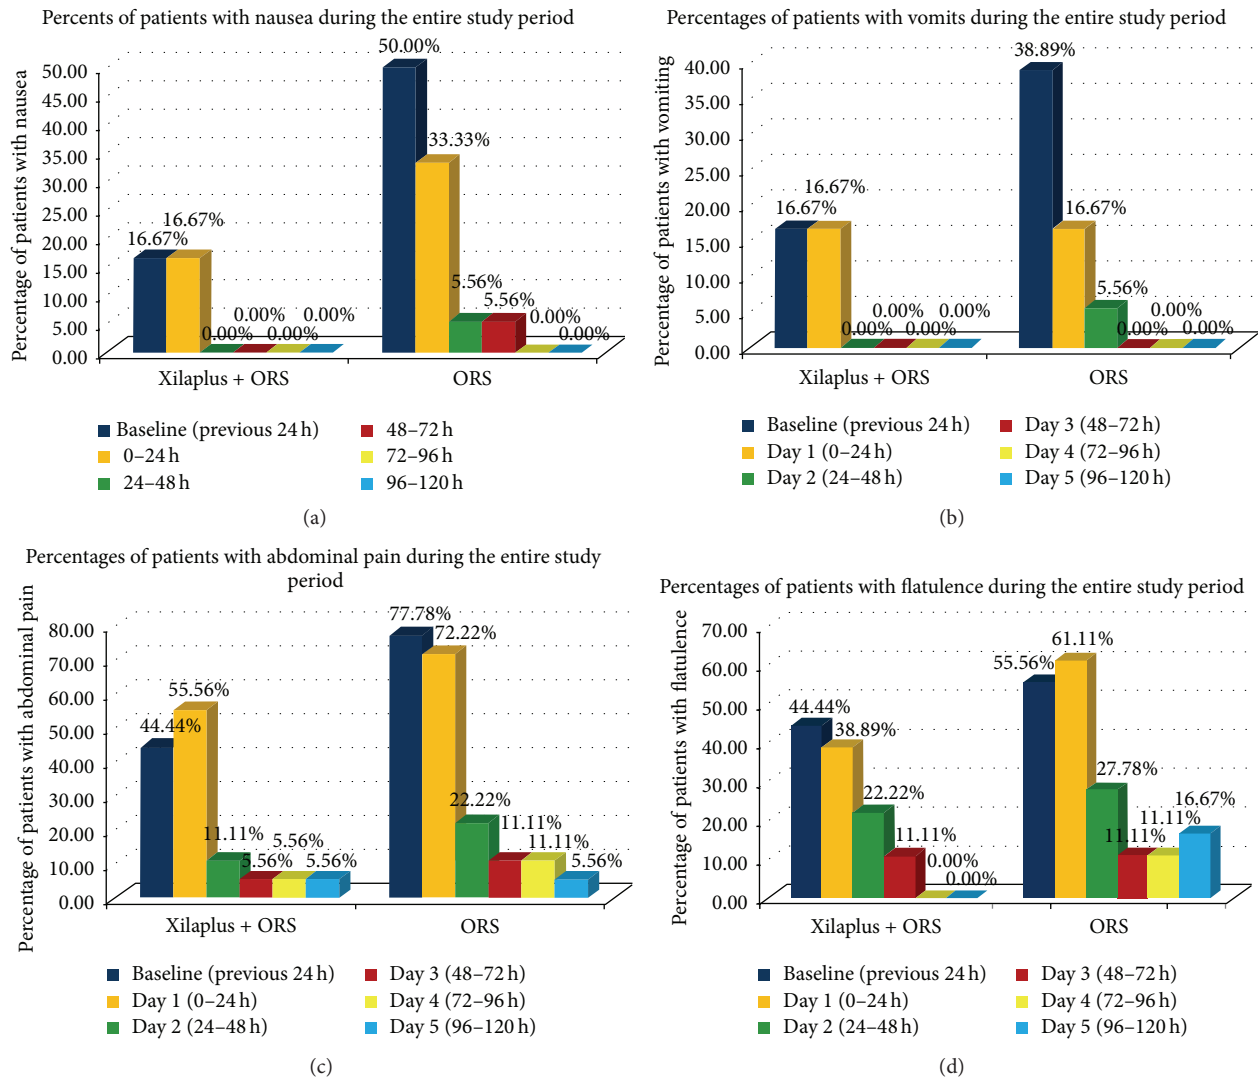 Percents of patients with nausea during the entire study period
Percentage of patients with nausea
50.00
45.00
40.00
35.00
30.00
25.00
20.00
15.00
10.00
5.00
0.00
16.67%
16.67%
0.00%
0.00%
0.00%
0.00%
50.00%
33.33%
5.56%
5.56%
0.00%
0.00%
Xilaplus + ORS
ORS
Baseline (previous 24 h)
0–24 h
24–48 h
48–72 h
72–96 h
96–120 h
(a)
Percentages of patients with vomits during the entire study period
Percentage of patients with vomiting
40.00
35.00
30.00
25.00
20.00
15.00
10.00
5.00
0.00
16.67%
16.67%
0.00%
0.00%
0.00%
0.00%
38.89%
16.67%
5.56%
0.00%
0.00%
0.00%
Xilaplus + ORS
ORS
Baseline (previous 24 h)
Day 1 (0–24 h)
Day 2 (24–48 h)
Day 3 (48–72 h)
Day 4 (72–96 h)
Day 5 (96–120 h)
(b)
Percentages of patients with abdominal pain during the entire study
period
Percentage of patients with abdominal pain
80.00
70.00
60.00
50.00
40.00
30.00
20.00
10.00
0.00
44.44%
55.56%
11.11%
5.56%
5.56%
5.56%
77.78%
72.22%
22.22%
11.11%
11.11%
5.56%
Xilaplus + ORS
ORS
Baseline (previous 24 h)
Day 1 (0–24 h)
Day 2 (24–48 h)
Day 3 (48–72 h)
Day 4 (72–96 h)
Day 5 (96–120 h)
(c)
Percentages of patients with flatulence during the entire study period
Percentage of patients with flatulence
70.00
60.00
50.00
40.00
30.00
20.00
10.00
0.00
44.44%
38.89%
22.22%
11.11%
0.00%
0.00%
55.56%
61.11%
27.78%
11.11%
11.11%
16.67%
Xilaplus + ORS
ORS
Baseline (previous 24 h)
Day 1 (0–24 h)
Day 2 (24–48 h)
Day 3 (48–72 h)
Day 4 (72–96 h)
Day 5 (96–120 h)
(d)